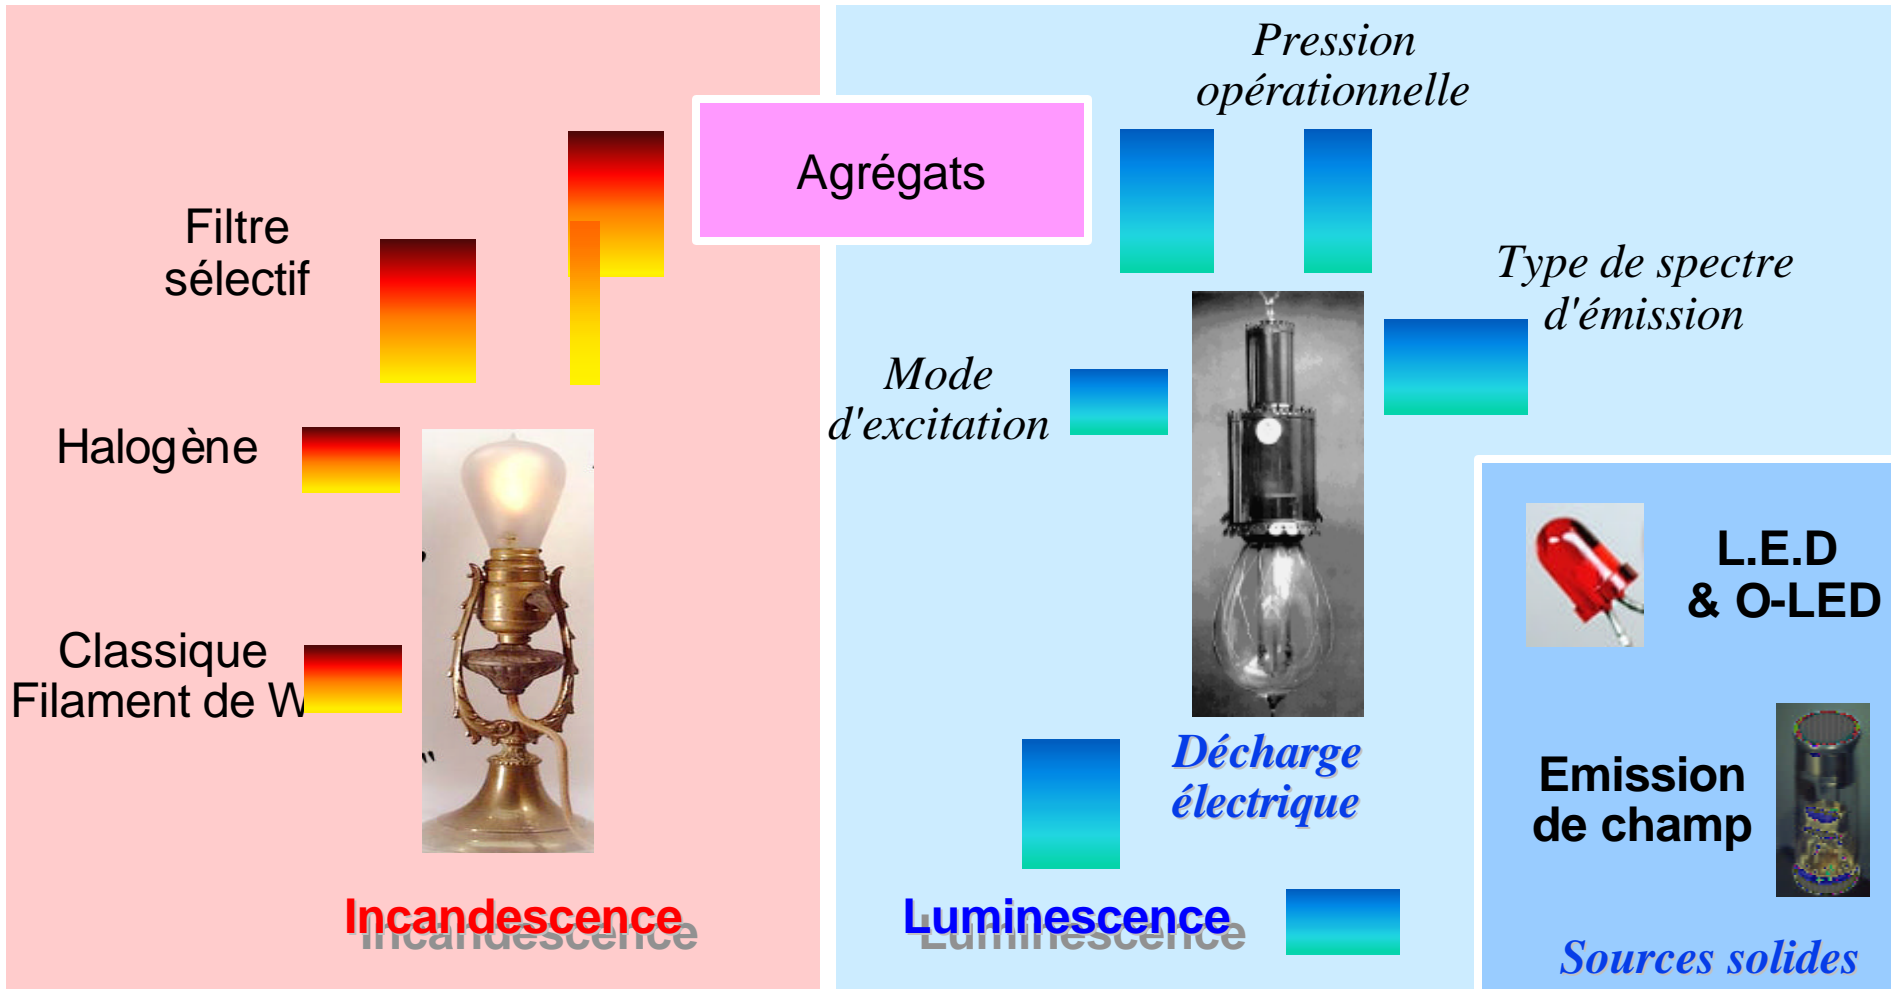 Pression
opérationnelle
Agrégats
Filtre
sélectif
Type de spectre
d'émission
Mode
d'excitation
Halogène
L.E.D
& O-LED
Classique
Filament de W
Décharge
électrique
Emission
de champ
Incandescence
Luminescence
Sources solides